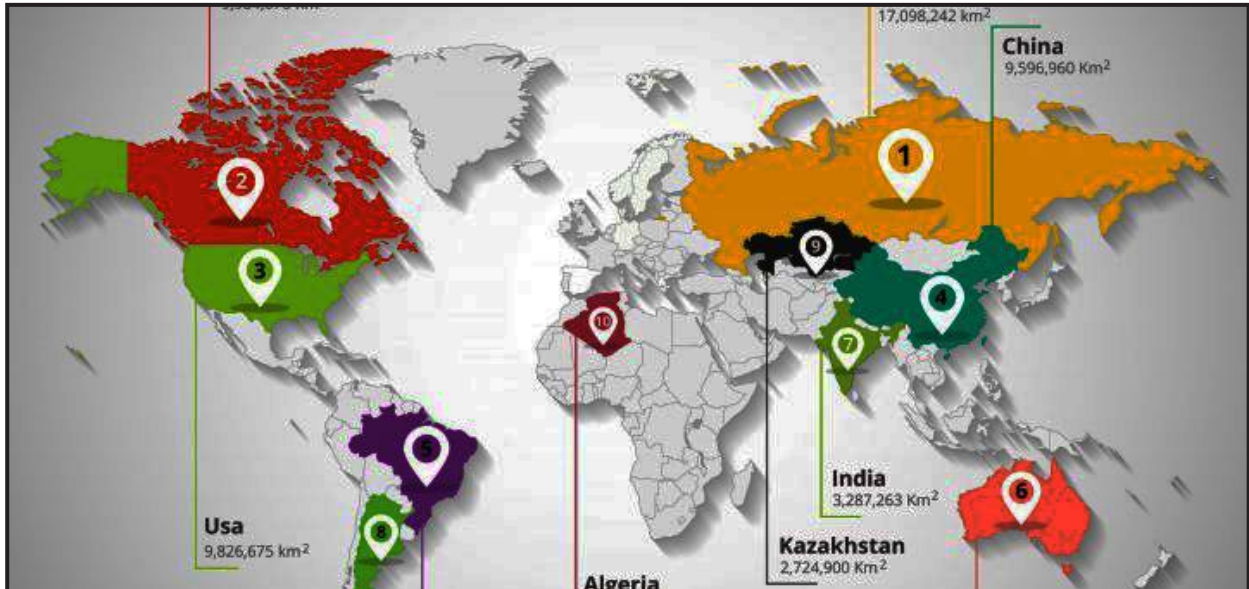 17,098,242 km²
China
9,596,960 Km²
1
2
9
3
4
10
7
5
India
3,287,263 Km²
6
Usa
9,826,675 km²
8
Kazakhstan
2,724,900 Km²
Algeria